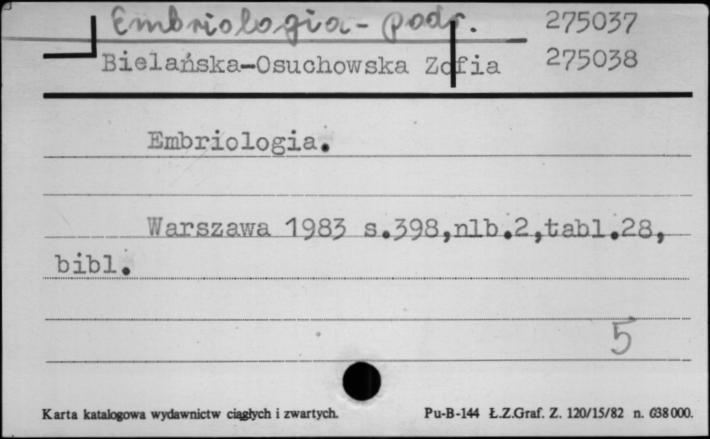 Embriologia - podr. 275037
Bielańska-Osuchowska Zofia 275038
Embriologia.
Warszawa 1983 s.398,nlb.2,tabl.28,
bibl.
5
Karta katalogowa wydawnictw ciągłych i zwartych. Pu-B-144 Ł.Z.Graf. Z. 120/15/82 n. 638000.